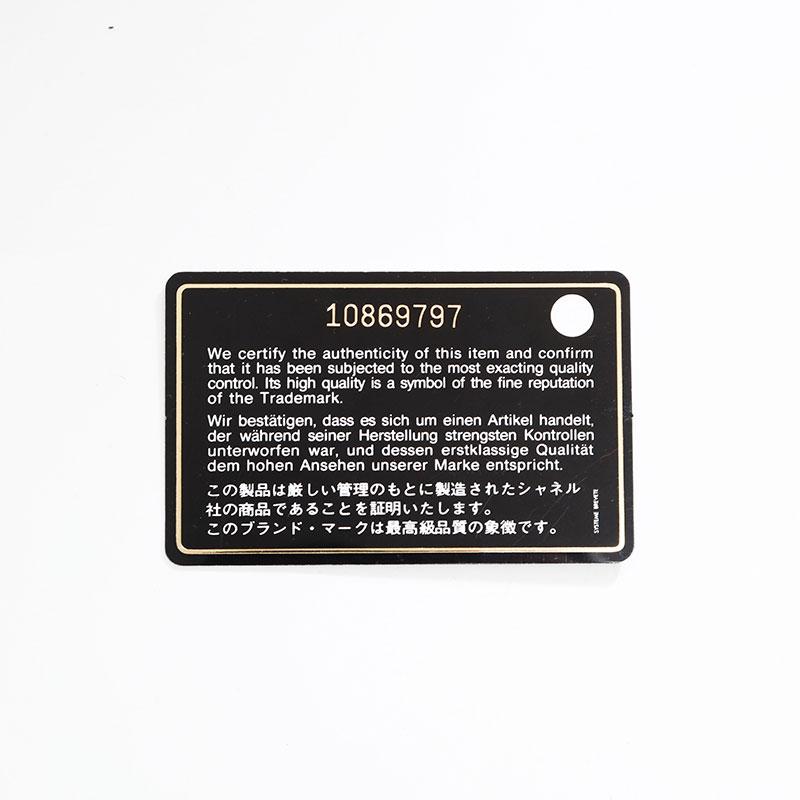 10869797
We certify the authenticity of this item and confirm
that it has been subjected to the most exacting quality
control. Its high quality is a symbol of the fine reputation
of the Trademark.
Wir bestätigen, dass es sich um einen Artikel handelt,
der während seiner Herstellung strengsten Kontrollen
unterworfen war, und dessen erstklassige Qualität
dem hohen Ansehen unserer Marke entspricht.
この製品は厳しい管理のもとに製造されたシャネル
社の商品であることを証明いたします。
このブランド・マークは最高級品質の象徴です。
SYSTEME BREVETE